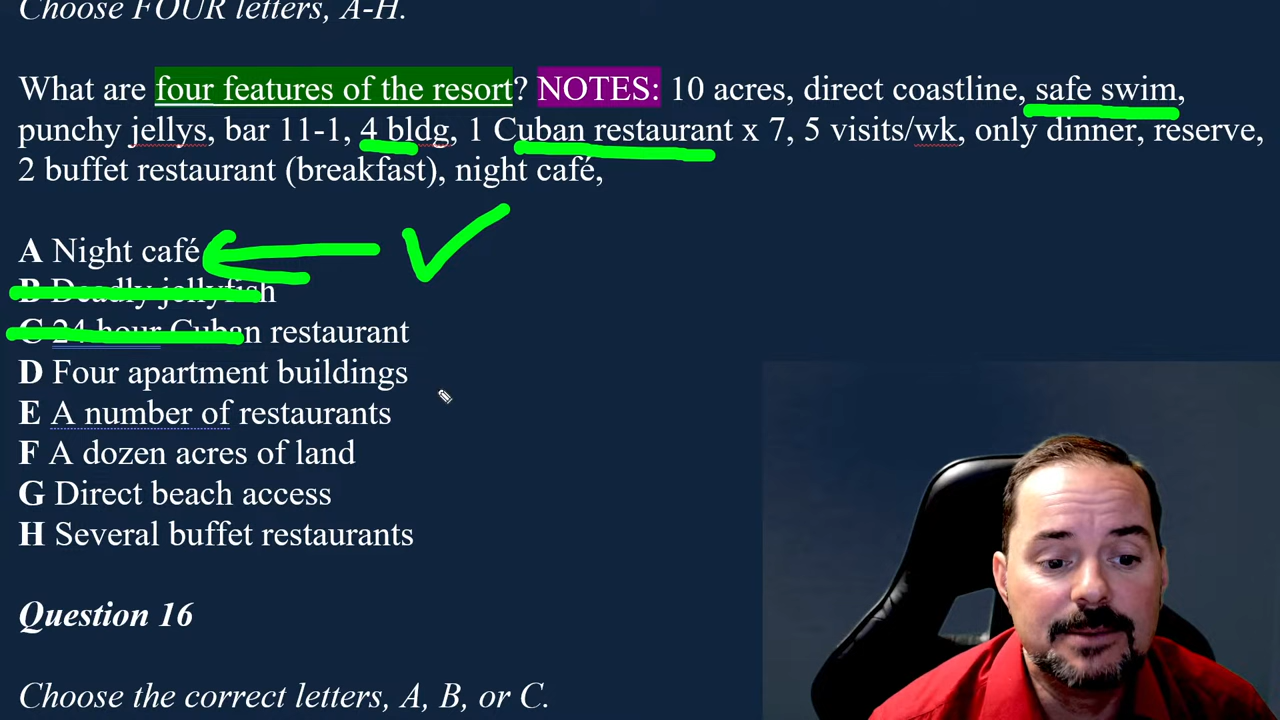 Choose FOUR letters, A-H.
What are four features of the resort? NOTES: 10 acres, direct coastline, safe swim,
punchy jellys, bar 11-1, 4 bldg, 1 Cuban restaurant x 7, 5 visits/wk, only dinner, reserve,
2 buffet restaurant (breakfast), night café,
A Night café
B Deadly jellyfish
C 24 hour Cuban restaurant
D Four apartment buildings
E A number of restaurants
F A dozen acres of land
G Direct beach access
H Several buffet restaurants
Question 16
Choose the correct letters, A, B, or C.